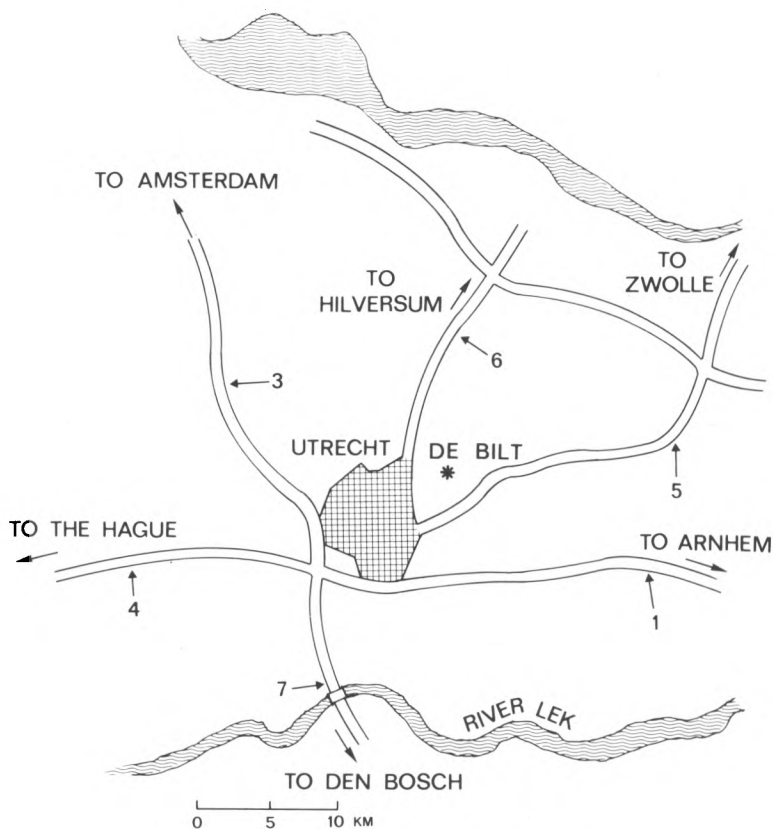 TO AMSTERDAM
TO
HILVERSUM
TO
ZWOLLE
6
3
UTRECHT
DE BILT
5
TO THE HAGUE
TO ARNHEM
4
1
7
RIVER LEK
TO DEN BOSCH
0 5 10 KM